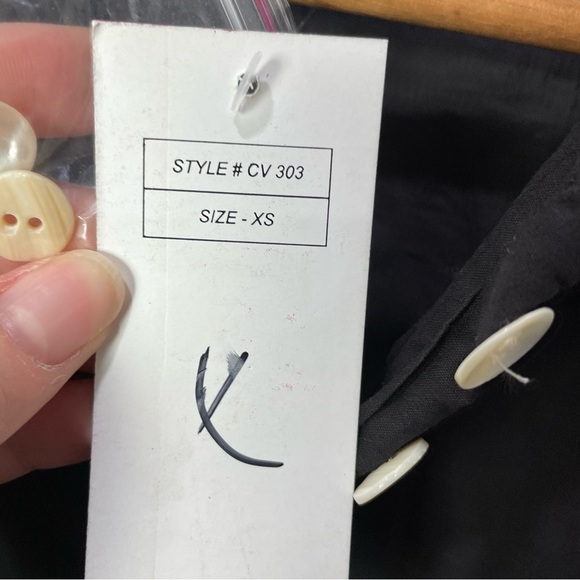 STYLE # CV 303
SIZE - XS